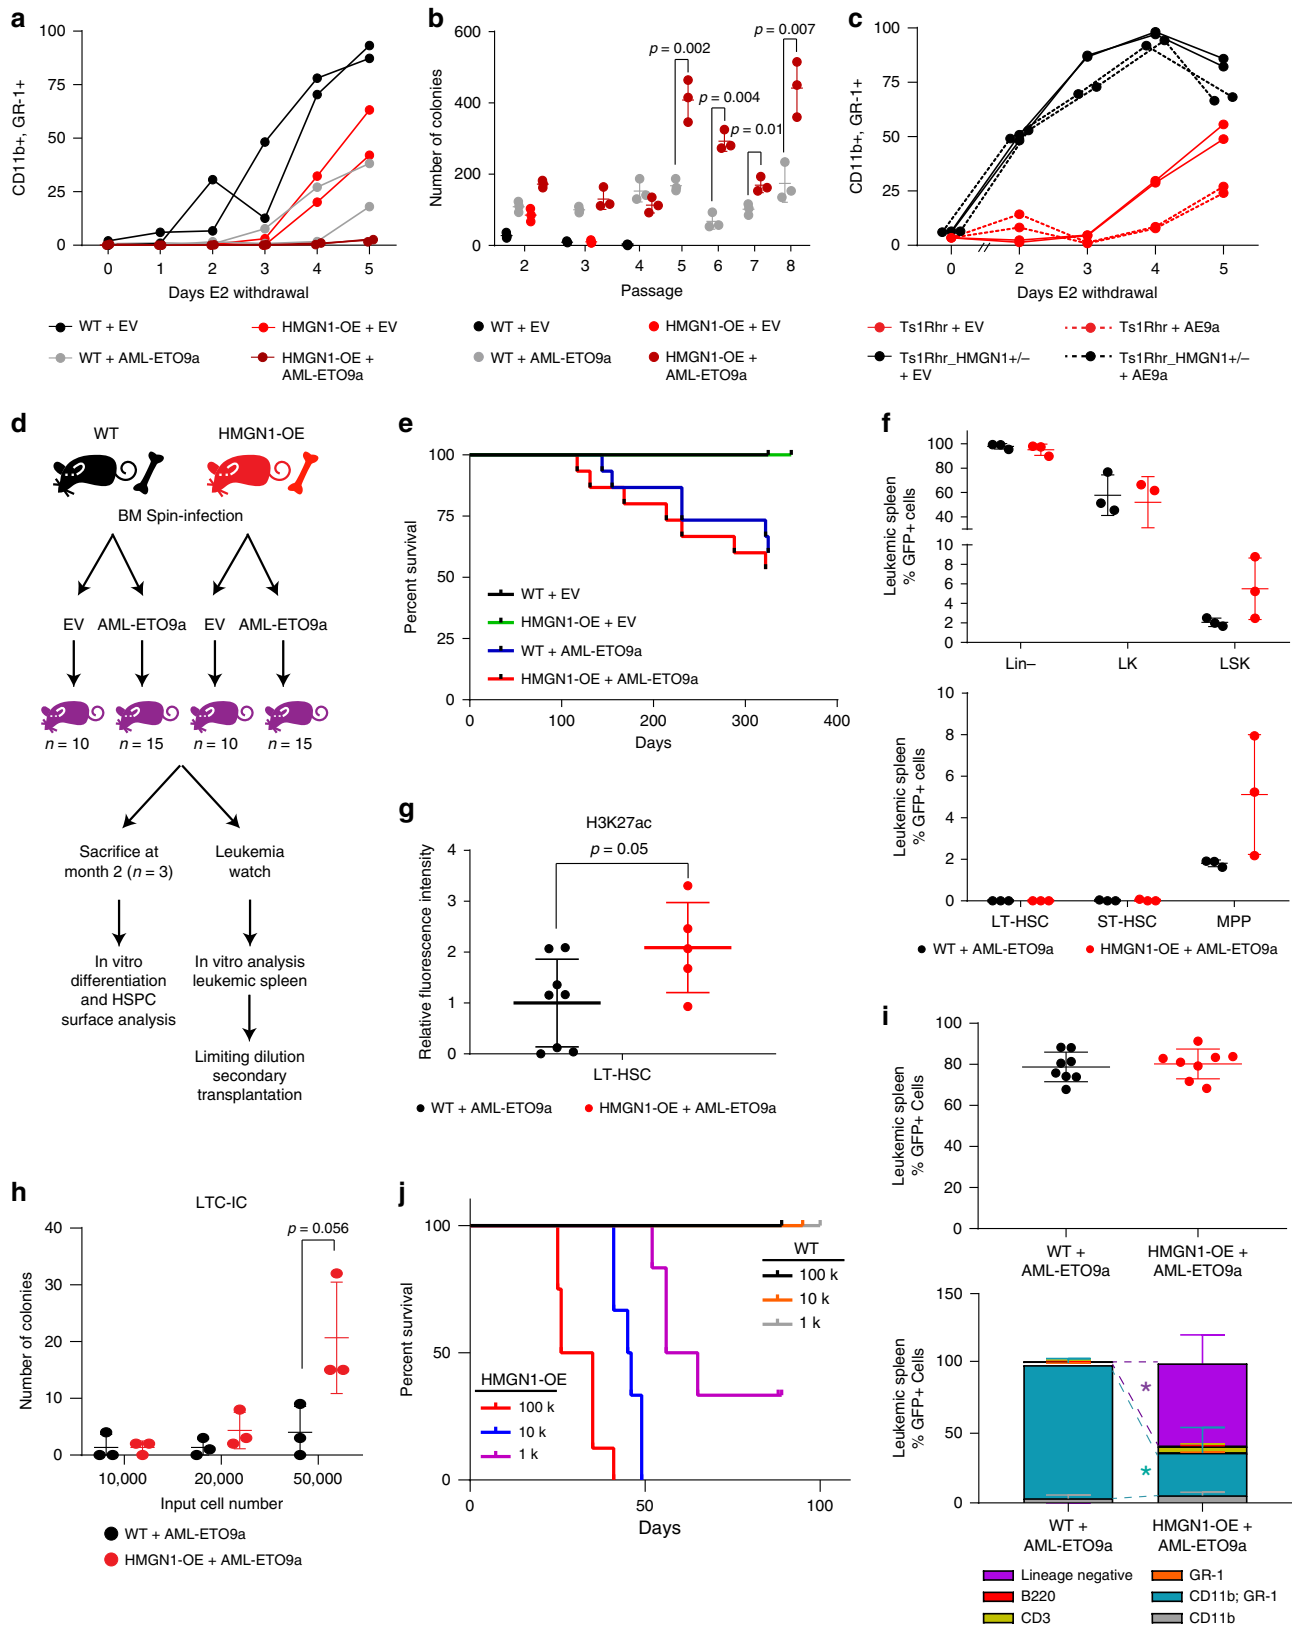 a
CD11b+, GR-1+
100
75
50
25
0
0 1 2 3 4 5
Days E2 withdrawal
WT + EV
HMGN1-OE + EV
WT + AML-ETO9a
HMGN1-OE +
AML-ETO9a
b
Number of colonies
600
400
200
0
p = 0.002
p = 0.004
p = 0.01
p = 0.007
2 3 4 5 6 7 8
Passage
WT + EV
HMGN1-OE + EV
WT + AML-ETO9a
HMGN1-OE +
AML-ETO9a
c
CD11b+, GR-1+
100
75
50
25
0
0 2 3 4 5
Days E2 withdrawal
Ts1Rhr + EV
Ts1Rhr + AE9a
Ts1Rhr_HMGN1+/–
+ EV
Ts1Rhr_HMGN1+/–
+ AE9a
d
WT
HMGN1-OE
BM Spin-infection
EV AML-ETO9a EV AML-ETO9a
n = 10 n = 15 n = 10 n = 15
Sacrifice at
month 2 (n = 3)
Leukemia
watch
In vitro
differentiation
and HSPC
surface analysis
In vitro analysis
leukemic spleen
Limiting dilution
secondary
transplantation
e
Percent survival
100
75
50
25
0
WT + EV
HMGN1-OE + EV
WT + AML-ETO9a
HMGN1-OE + AML-ETO9a
0 100 200 300 400
Days
f
Leukemic spleen
% GFP+ cells
100
80
60
40
10
8
6
4
2
0
Lin– LK LSK
Leukemic spleen
% GFP+ cells
10
8
6
4
2
0
LT-HSC ST-HSC MPP
WT + AML-ETO9a
HMGN1-OE + AML-ETO9a
g
H3K27ac
p = 0.05
Relative fluorescence intensity
4
3
2
1
0
LT-HSC
WT + AML-ETO9a
HMGN1-OE + AML-ETO9a
h
LTC-IC
p = 0.056
Number of colonies
40
30
20
10
0
10,000 20,000 50,000
Input cell number
WT + AML-ETO9a
HMGN1-OE + AML-ETO9a
i
Leukemic spleen
% GFP+ Cells
100
80
60
40
20
0
WT +
AML-ETO9a
HMGN1-OE +
AML-ETO9a
Leukemic spleen
% GFP+ Cells
150
100
50
0
*
*
WT +
AML-ETO9a
HMGN1-OE +
AML-ETO9a
Lineage negative
GR-1
B220
CD11b; GR-1
CD3
CD11b
j
Percent survival
100
50
0
WT
100 k
10 k
1 k
HMGN1-OE
100 k
10 k
1 k
0 50 100
Days